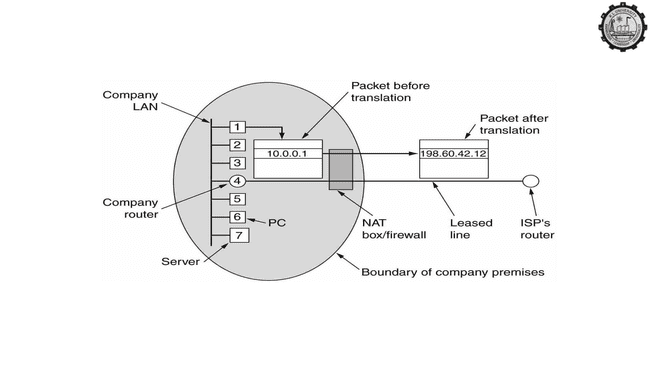 Company
LAN
Packet before
translation
Packet after
translation
1
2
3
4
5
6
7
10.0.0.1
198.60.42.12
Company
router
PC
NAT
box/firewall
Leased
line
ISP's
router
Server
Boundary of company premises